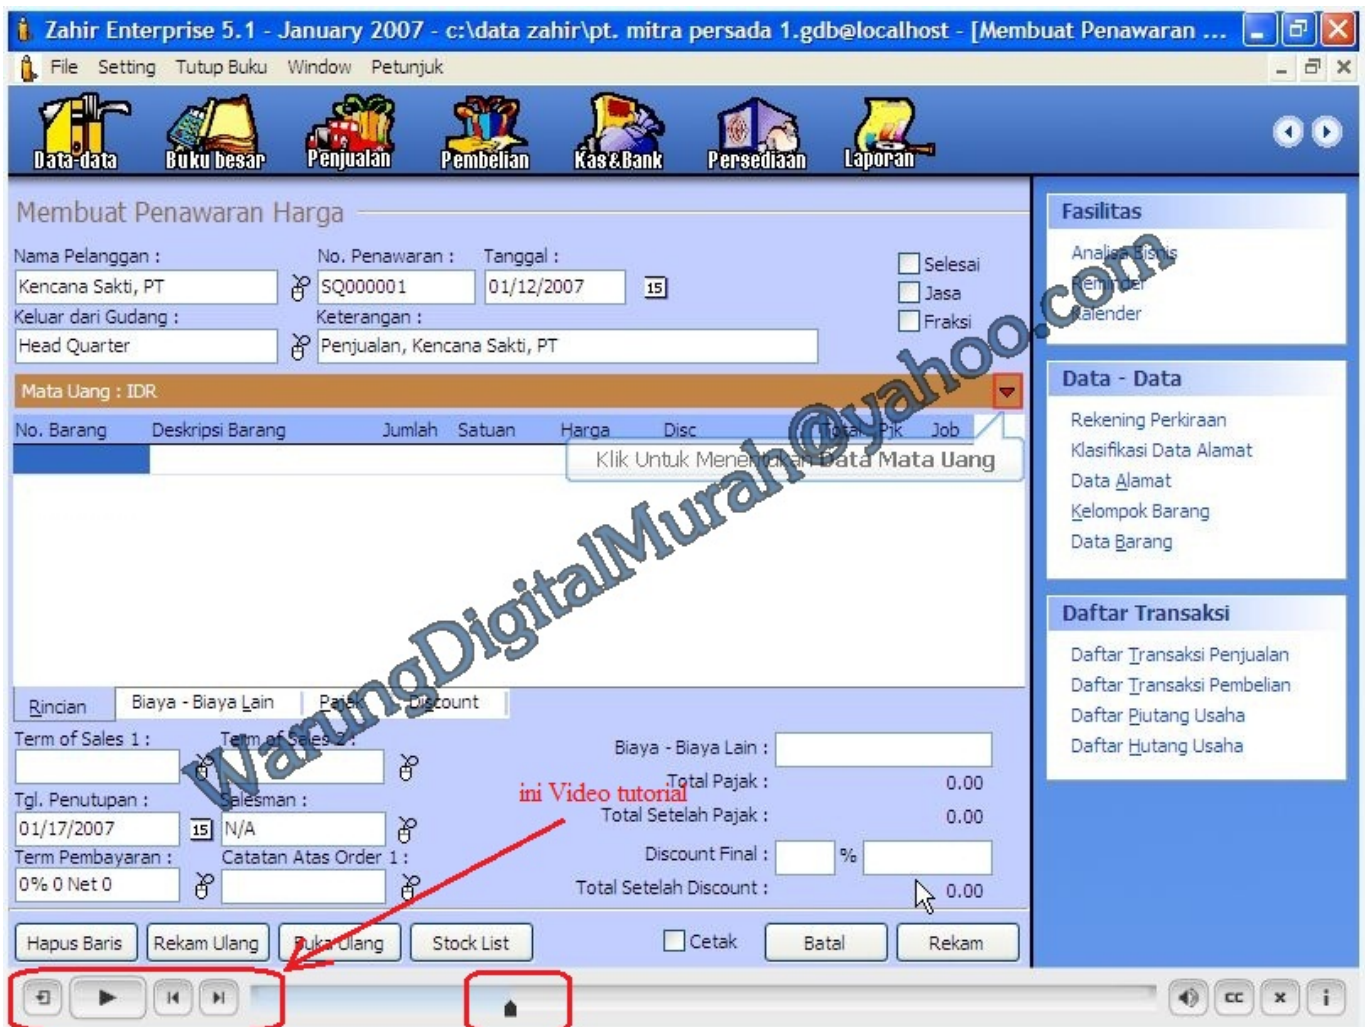 Zahir Enterprise 5.1 - January 2007 - c:\data zahir\pt. mitra persada 1.gdb@localhost - [Membuat Penawaran ...
File Setting Tutup Buku Window Petunjuk
Data-data Buku besar Penjualan Pembelian Kas&Bank Persediaan Laporan
Membuat Penawaran Harga
Nama Pelanggan : No. Penawaran : Tanggal :
Kencana Sakti, PT SQ000001 01/12/2007 15
Selesai
Jasa
Fraksi
Keluar dari Gudang : Keterangan :
Head Quarter Penjualan, Kencana Sakti, PT
Mata Uang : IDR
No. Barang Deskripsi Barang Jumlah Satuan Harga Disc Total Pjk Job
Klik Untuk Menentukan Data Mata Uang
WarungDigitalMurah@yahoo.com
Rincian Biaya - Biaya Lain Pajak Discount
Term of Sales 1 : Term of Sales 2 :
Tgl. Penutupan : Salesman :
01/17/2007 15 N/A
Term Pembayaran : Catatan Atas Order 1 :
0% 0 Net 0
Biaya - Biaya Lain :
Total Pajak : 0.00
ini Video tutorial
Total Setelah Pajak : 0.00
Discount Final : %
Total Setelah Discount : 0.00
Hapus Baris Rekam Ulang Buka Ulang Stock List Cetak Batal Rekam
Fasilitas
Analisa Bisnis
Reminder
Kalender
Data - Data
Rekening Perkiraan
Klasifikasi Data Alamat
Data Alamat
Kelompok Barang
Data Barang
Daftar Transaksi
Daftar Transaksi Penjualan
Daftar Transaksi Pembelian
Daftar Piutang Usaha
Daftar Hutang Usaha
CC x i